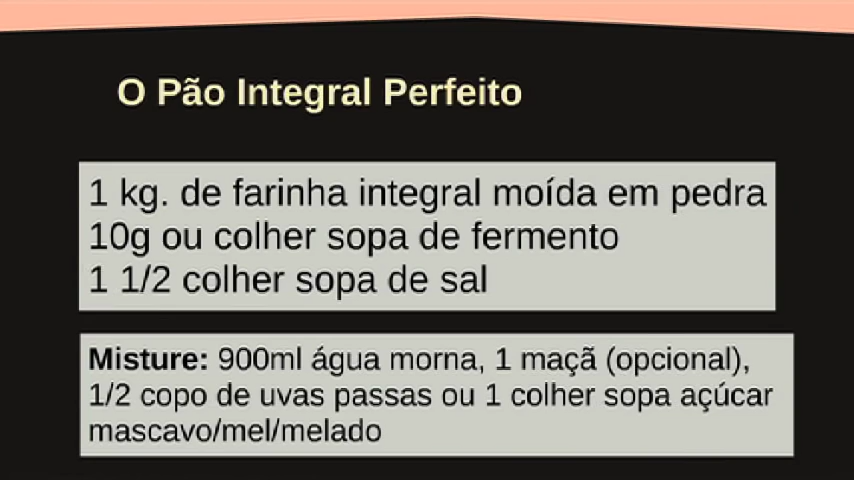 O Pão Integral Perfeito
1 kg. de farinha integral moída em pedra
10g ou colher sopa de fermento
1 1/2 colher sopa de sal
Misture: 900ml água morna, 1 maçã (opcional),
1/2 copo de uvas passas ou 1 colher sopa açúcar
mascavo/mel/melado